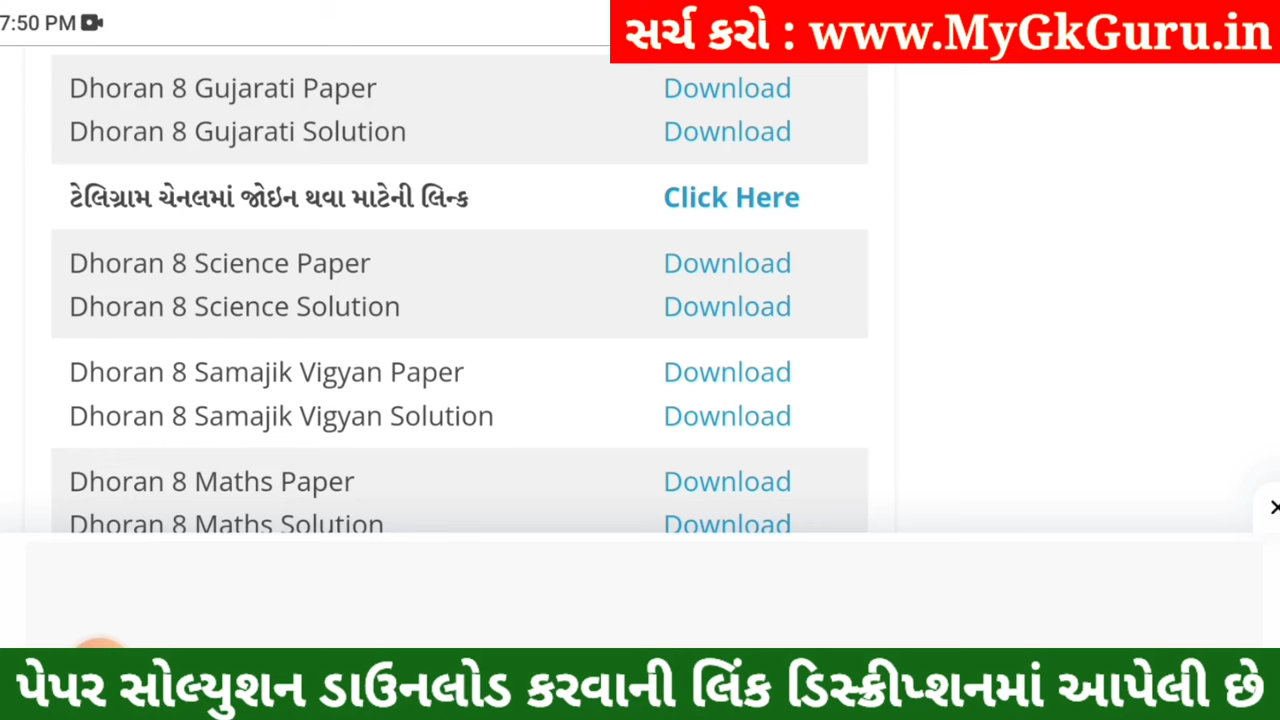 7:50 PM
સર્ચ કરો : www.MyGkGuru.in
Dhoran 8 Gujarati Paper Download
Dhoran 8 Gujarati Solution Download
ટેલિગ્રામ ચેનલમાં જોઇન થવા માટેની લિન્ક Click Here
Dhoran 8 Science Paper Download
Dhoran 8 Science Solution Download
Dhoran 8 Samajik Vigyan Paper Download
Dhoran 8 Samajik Vigyan Solution Download
Dhoran 8 Maths Paper Download
Dhoran 8 Maths Solution Download
પેપર સોલ્યુશન ડાઉનલોડ કરવાની લિંક ડિસ્ક્રીપ્શનમાં આપેલી છે